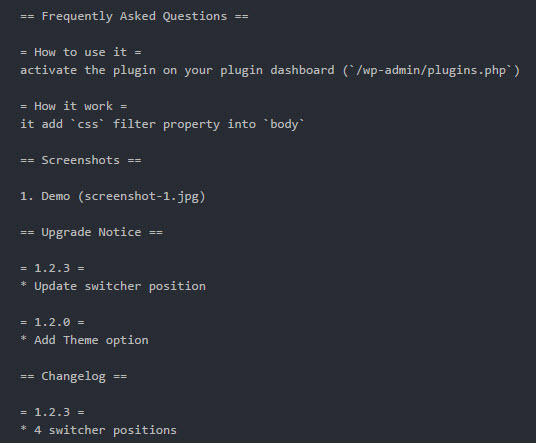 == Frequently Asked Questions ==
= How to use it =
activate the plugin on your plugin dashboard (`/wp-admin/plugins.php`)
= How it work =
it add `css` filter property into `body`
== Screenshots ==
1. Demo (screenshot-1.jpg)
== Upgrade Notice ==
= 1.2.3 =
* Update switcher position
= 1.2.0 =
* Add Theme option
== Changelog ==
= 1.2.3 =
* 4 switcher positions